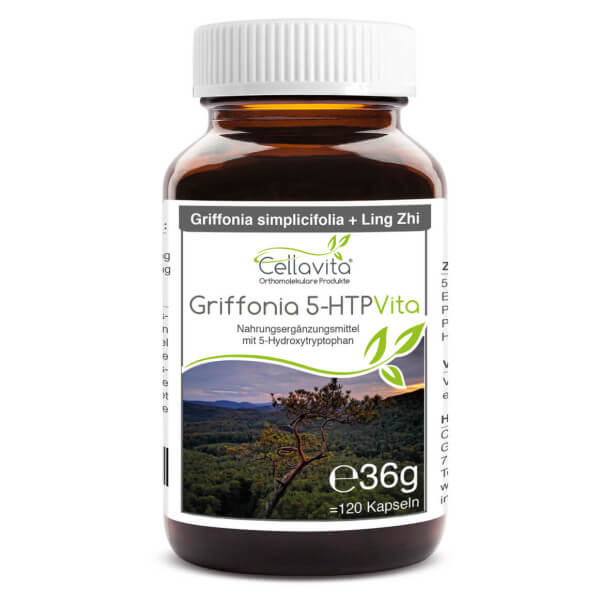 Griffonia simplicifolia + Ling Zhi
Cellavita®
Orthomolekulare Produkte
Griffonia 5-HTPVita
Nahrungsergänzungsmittel
mit 5-Hydroxytryptophan
℮36g
=120 Kapseln